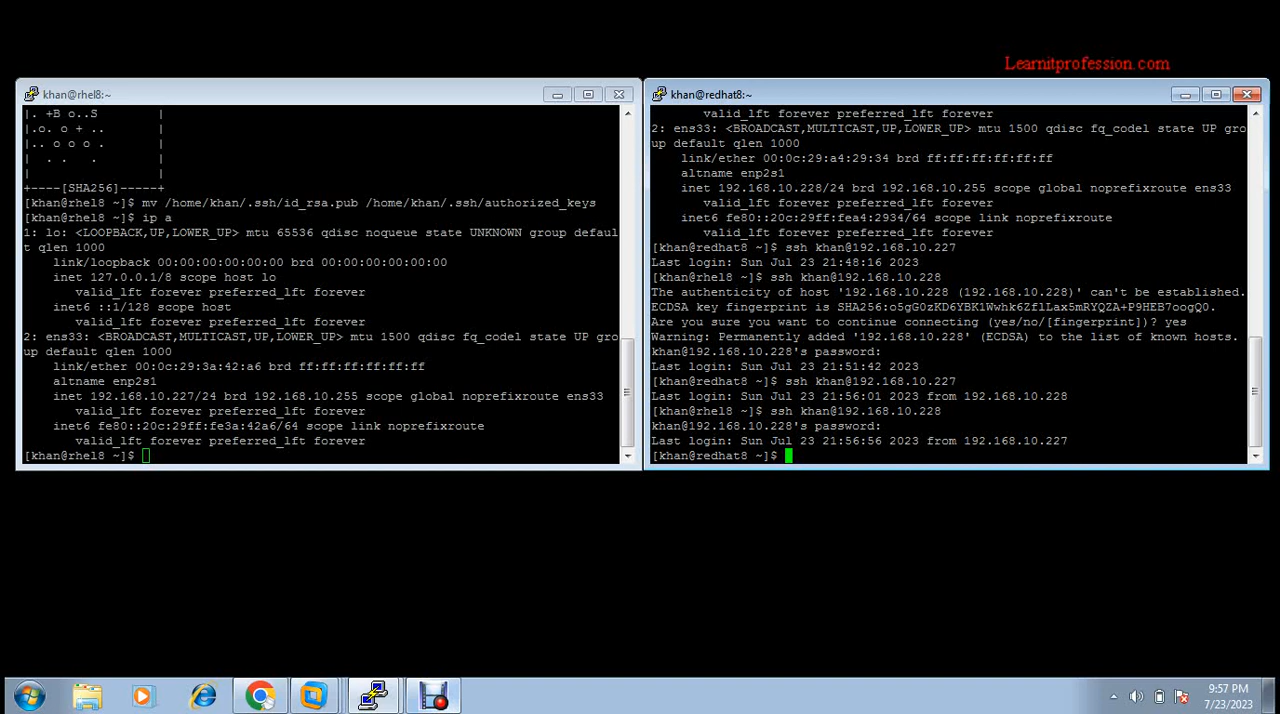 Learnitprofession.com
khan@rhel8:~
|. +B o..S |
|.o. o + .. |
|.. o o o . |
| . . . |
| |
+----[SHA256]-----+
[khan@rhel8 ~]$ mv /home/khan/.ssh/id_rsa.pub /home/khan/.ssh/authorized_keys
[khan@rhel8 ~]$ ip a
1: lo: <LOOPBACK,UP,LOWER_UP> mtu 65536 qdisc noqueue state UNKNOWN group defaul
t qlen 1000
link/loopback 00:00:00:00:00:00 brd 00:00:00:00:00:00
inet 127.0.0.1/8 scope host lo
valid_lft forever preferred_lft forever
inet6 ::1/128 scope host
valid_lft forever preferred_lft forever
2: ens33: <BROADCAST,MULTICAST,UP,LOWER_UP> mtu 1500 qdisc fq_codel state UP gro
up default qlen 1000
link/ether 00:0c:29:3a:42:a6 brd ff:ff:ff:ff:ff:ff
altname enp2s1
inet 192.168.10.227/24 brd 192.168.10.255 scope global noprefixroute ens33
valid_lft forever preferred_lft forever
inet6 fe80::20c:29ff:fe3a:42a6/64 scope link noprefixroute
valid_lft forever preferred_lft forever
[khan@rhel8 ~]$
khan@redhat8:~
valid_lft forever preferred_lft forever
2: ens33: <BROADCAST,MULTICAST,UP,LOWER_UP> mtu 1500 qdisc fq_codel state UP gro
up default qlen 1000
link/ether 00:0c:29:a4:29:34 brd ff:ff:ff:ff:ff:ff
altname enp2s1
inet 192.168.10.228/24 brd 192.168.10.255 scope global noprefixroute ens33
valid_lft forever preferred_lft forever
inet6 fe80::20c:29ff:fea4:2934/64 scope link noprefixroute
valid_lft forever preferred_lft forever
[khan@redhat8 ~]$ ssh khan@192.168.10.227
Last login: Sun Jul 23 21:48:16 2023
[khan@rhel8 ~]$ ssh khan@192.168.10.228
The authenticity of host '192.168.10.228 (192.168.10.228)' can't be established.
ECDSA key fingerprint is SHA256:o5gG0zKD6YBK1Wwhk6ZflLax5mRYQZA+P9HEB7oogQ0.
Are you sure you want to continue connecting (yes/no/[fingerprint])? yes
Warning: Permanently added '192.168.10.228' (ECDSA) to the list of known hosts.
khan@192.168.10.228's password:
Last login: Sun Jul 23 21:51:42 2023
[khan@redhat8 ~]$ ssh khan@192.168.10.227
Last login: Sun Jul 23 21:56:01 2023 from 192.168.10.228
[khan@rhel8 ~]$ ssh khan@192.168.10.228
khan@192.168.10.228's password:
Last login: Sun Jul 23 21:56:56 2023 from 192.168.10.227
[khan@redhat8 ~]$
9:57 PM
7/23/2023